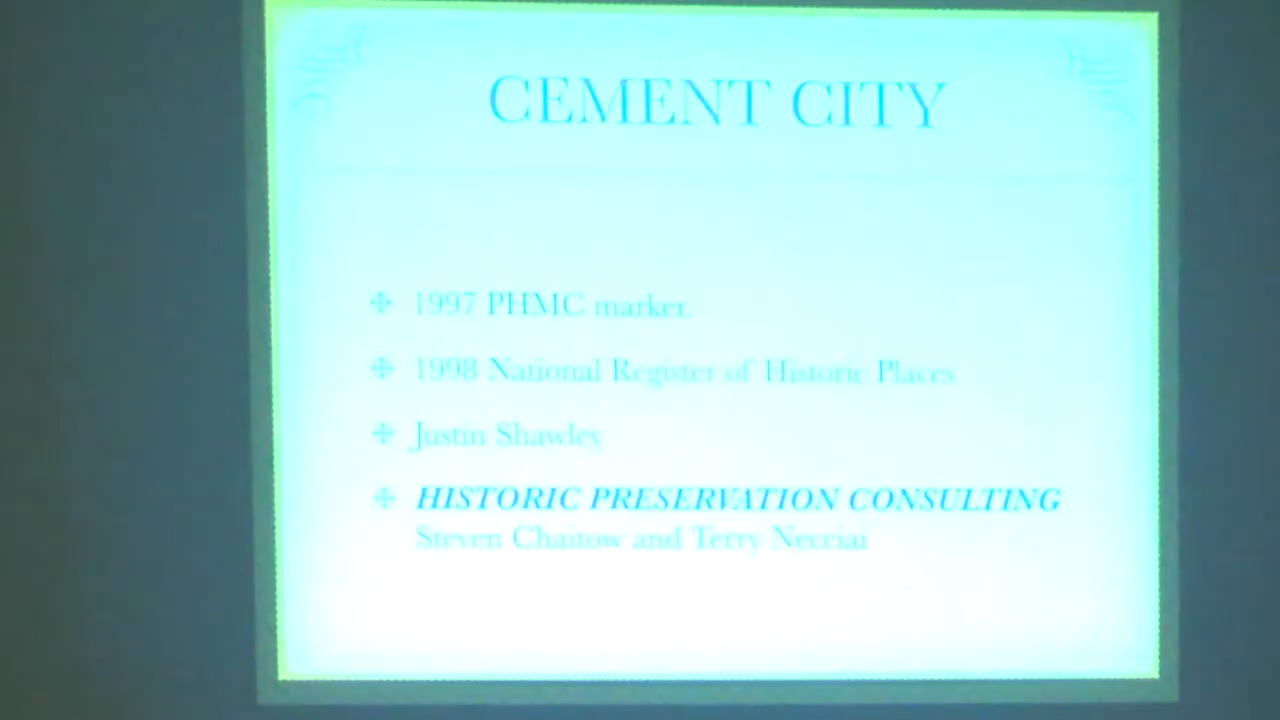 CEMENT CITY
1997 PHMC marker.
1998 National Register of Historic Places
Justin Shawley
HISTORIC PRESERVATION CONSULTING
Steven Chaitow and Terry Necciai